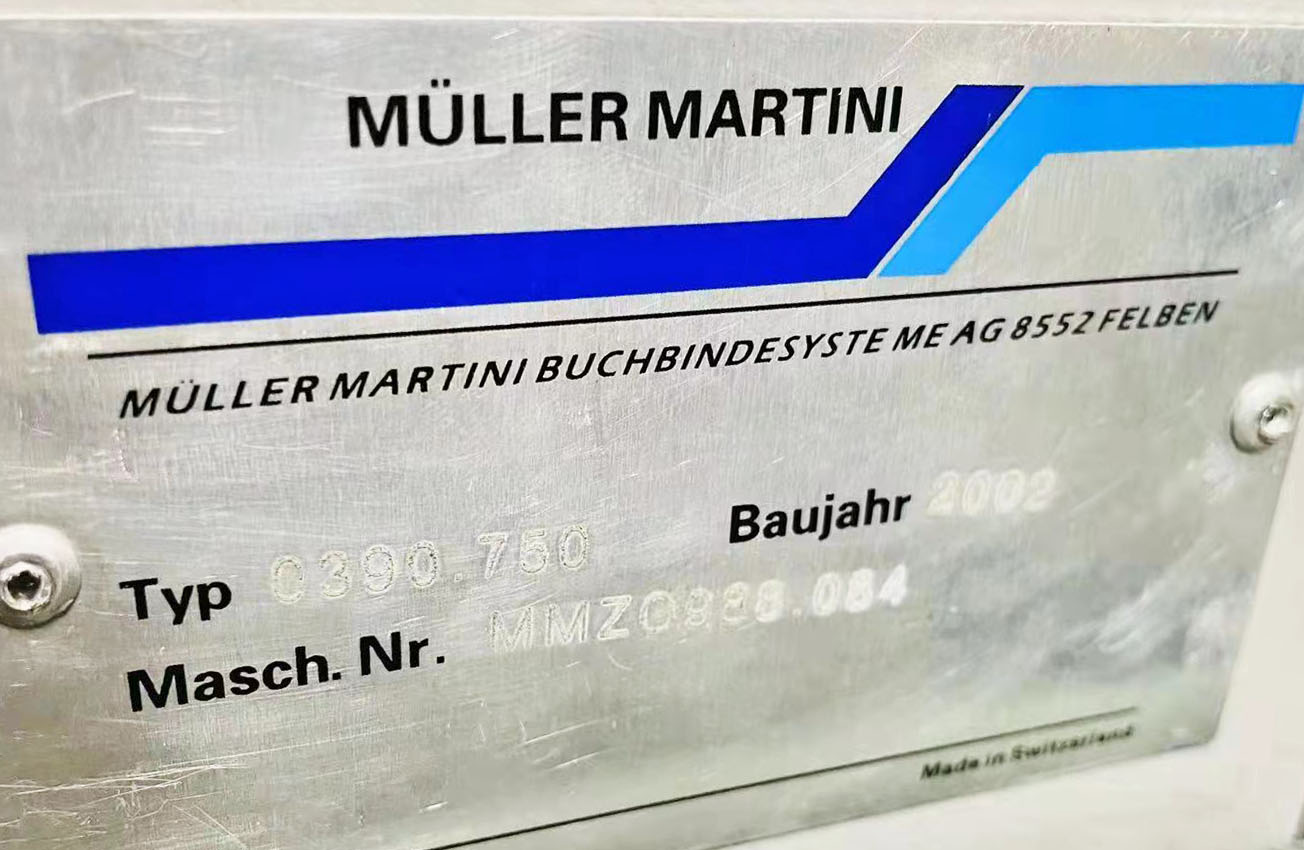 MÜLLER MARTINI
MÜLLER MARTINI BUCHBINDESYSTE ME AG 8552 FELBEN
Typ 0390.750
Baujahr 2002
Masch. Nr.
Made in Switzerland